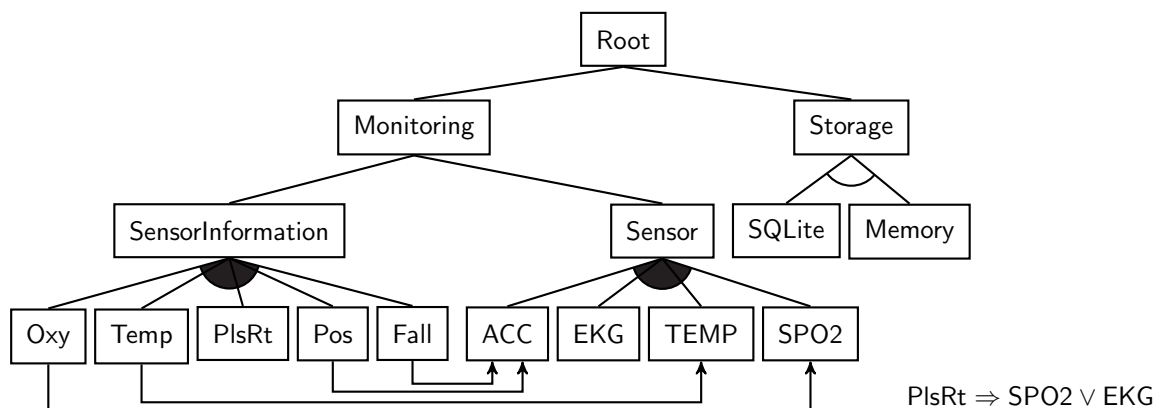 Root
Monitoring Storage
SensorInformation Sensor SQLite Memory
Oxy Temp PlsRt Pos Fall ACC EKG TEMP SPO2
PlsRt ⇒ SPO2 ∨ EKG